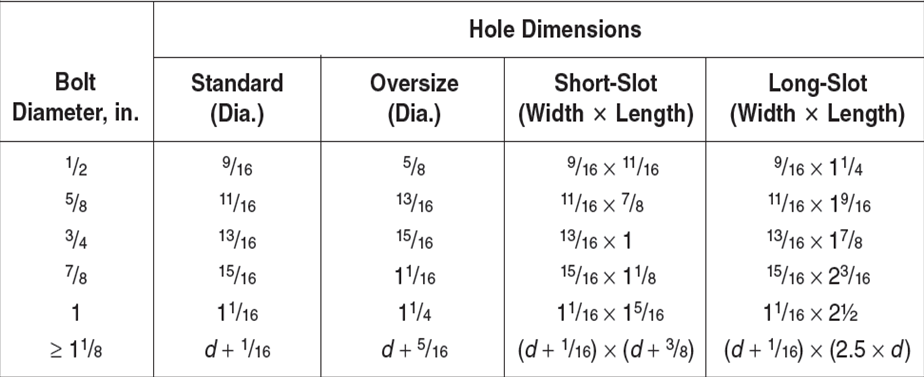 Hole Dimensions
Bolt Diameter, in. Standard (Dia.) Oversize (Dia.) Short-Slot (Width × Length) Long-Slot (Width × Length)
1/2 9/16 5/8 9/16 × 11/16 9/16 × 1 1/4
5/8 11/16 13/16 11/16 × 7/8 11/16 × 1 9/16
3/4 13/16 15/16 13/16 × 1 13/16 × 1 7/8
7/8 15/16 1 1/16 15/16 × 1 1/8 15/16 × 2 3/16
1 1 1/16 1 1/4 1 1/16 × 1 5/16 1 1/16 × 2½
≥ 1 1/8 d + 1/16 d + 5/16 (d + 1/16) × (d + 3/8) (d + 1/16) × (2.5 × d)